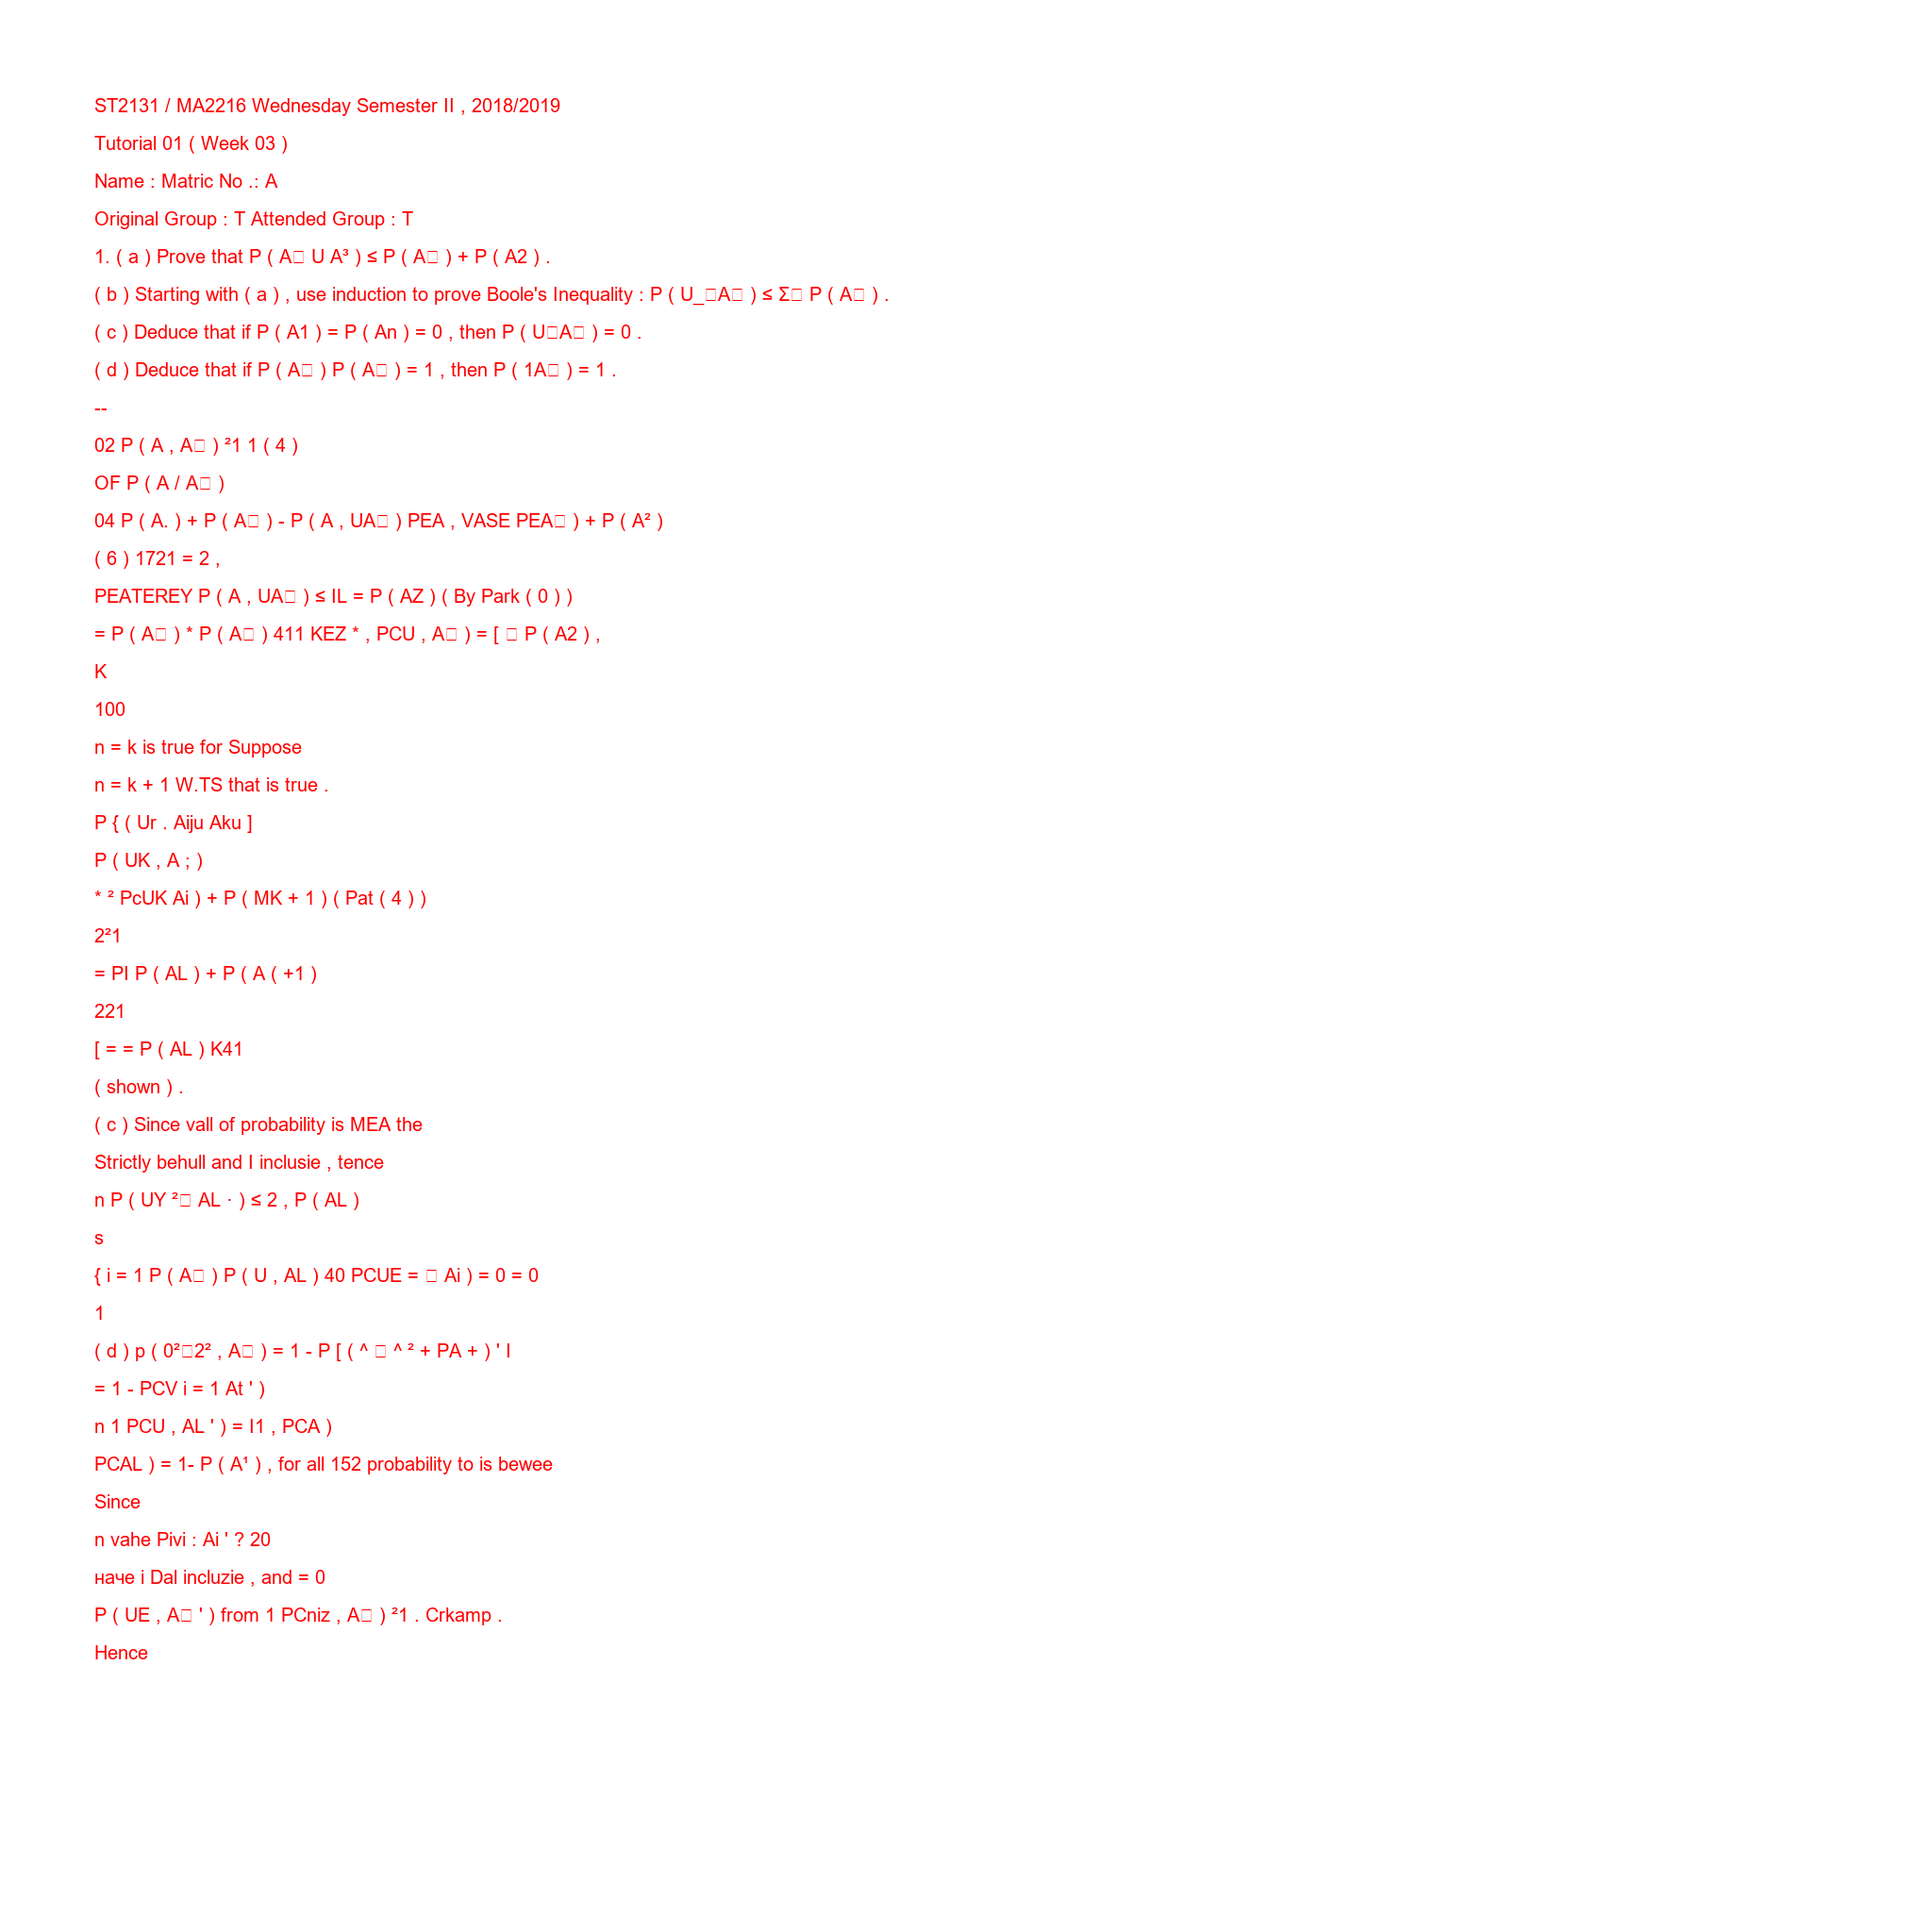 ST2131 / MA2216 Wednesday Semester II , 2018/2019
Tutorial 01 ( Week 03 )
Name : Matric No .: A
Original Group : T Attended Group : T
1. ( a ) Prove that P ( A□ U A³ ) ≤ P ( A□ ) + P ( A2 ) .
( b ) Starting with ( a ) , use induction to prove Boole's Inequality : P ( U_□A□ ) ≤ Σ□ P ( A□ ) .
( c ) Deduce that if P ( A1 ) = P ( An ) = 0 , then P ( U□A□ ) = 0 .
( d ) Deduce that if P ( A□ ) P ( A□ ) = 1 , then P ( 1A□ ) = 1 .
--
02 P ( A , A□ ) ²1 1 ( 4 )
OF P ( A / A□ )
04 P ( A. ) + P ( A□ ) - P ( A , UA□ ) PEA , VASE PEA□ ) + P ( A² )
( 6 ) 1721 = 2 ,
PEATEREY P ( A , UA□ ) ≤ IL = P ( AZ ) ( By Park ( 0 ) )
= P ( A□ ) * P ( A□ ) 411 KEZ * , PCU , A□ ) = [ □ P ( A2 ) ,
K
100
n = k is true for Suppose
n = k + 1 W.TS that is true .
P { ( Ur . Aiju Aku ]
P ( UK , A ; )
* ² PcUK Ai ) + P ( MK + 1 ) ( Pat ( 4 ) )
2²1
= PI P ( AL ) + P ( A ( +1 )
221
[ = = P ( AL ) K41
( shown ) .
( c ) Since vall of probability is MEA the
Strictly behull and I inclusie , tence
n P ( UY ²□ AL · ) ≤ 2 , P ( AL )
s
{ i = 1 P ( A□ ) P ( U , AL ) 40 PCUE = □ Ai ) = 0 = 0
1
( d ) p ( 0²□2² , A□ ) = 1 - P [ ( ^ □ ^ ² + PA + ) ' I
= 1 - PCV i = 1 At ' )
n 1 PCU , AL ' ) = I1 , PCA )
PCAL ) = 1- P ( A¹ ) , for all 152 probability to is bewee
Since
n vahe Pivi : Ai ' ? 20
наче i Dal incluzie , and = 0
P ( UE , A□ ' ) from 1 PCniz , A□ ) ²1 . Crkamp .
Hence